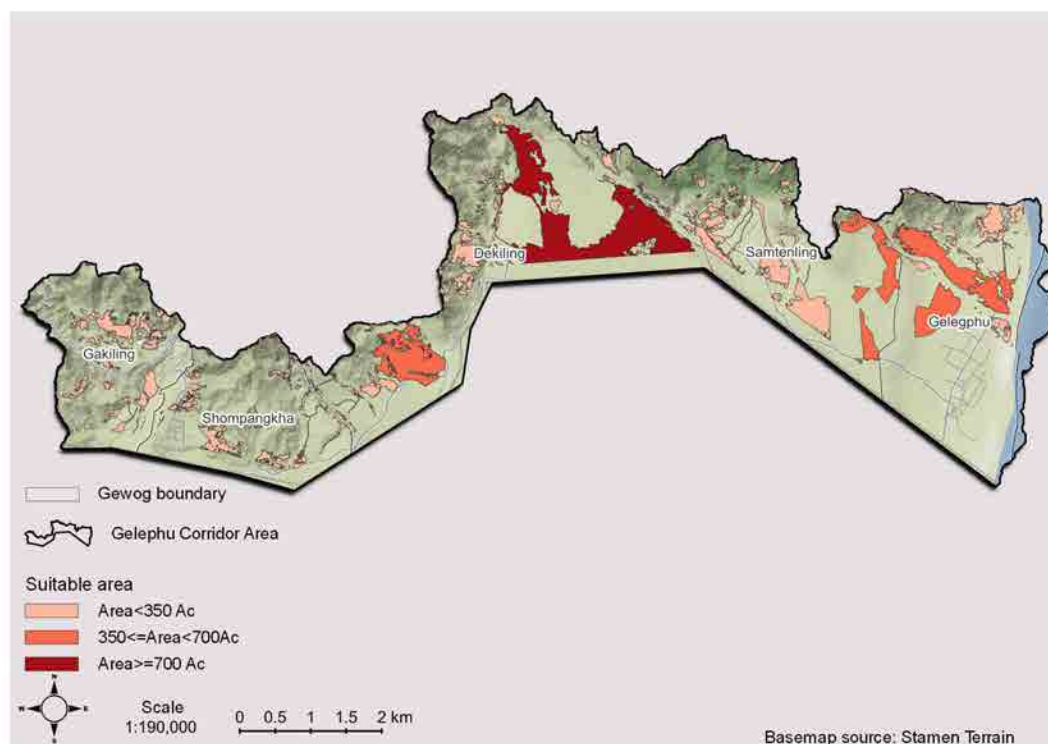 Dekiling
Samtenling
Gelegphu
Gakiling
Shompangkha
Gewog boundary
Gelephu Corridor Area
Suitable area
Area<350 Ac
350<=Area<700Ac
Area>=700 Ac
N
W E
S
Scale
1:190,000
0 0.5 1 1.5 2 km
Basemap source: Stamen Terrain